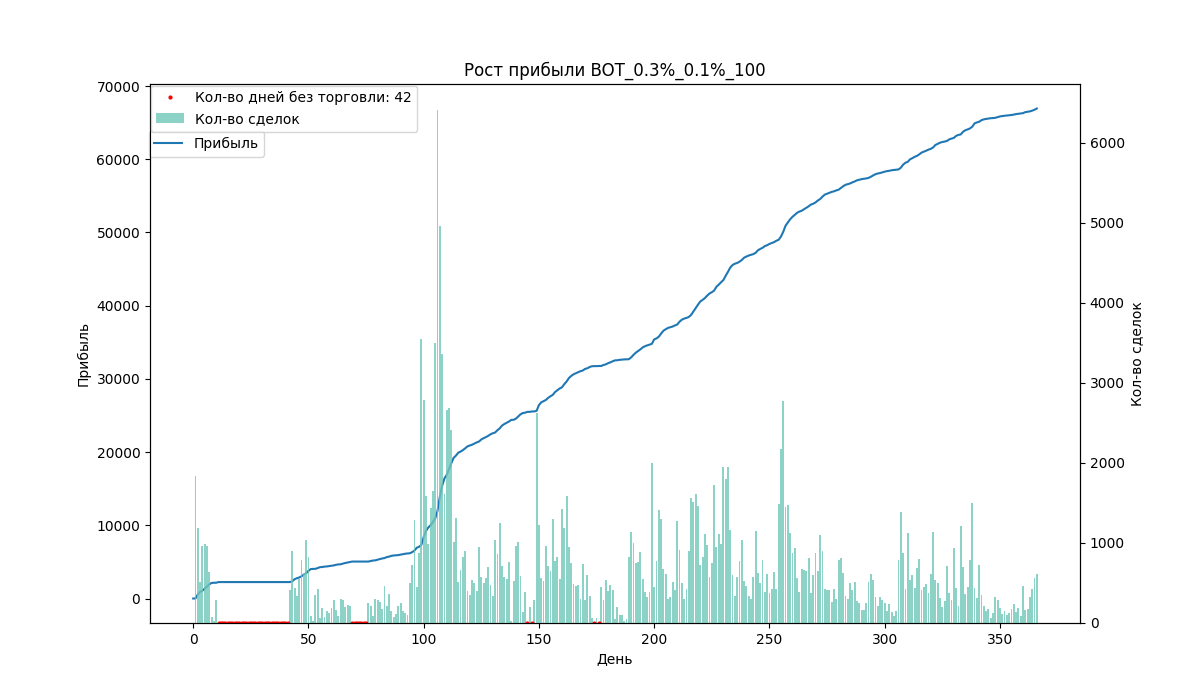 Рост прибыли BOT_0.3%_0.1%_100
Кол-во дней без торговли: 42
Кол-во сделок
Прибыль
70000
60000
50000
40000
30000
20000
10000
0
Прибыль
6000
5000
4000
3000
2000
1000
0
Кол-во сделок
0 50 100 150 200 250 300 350
День